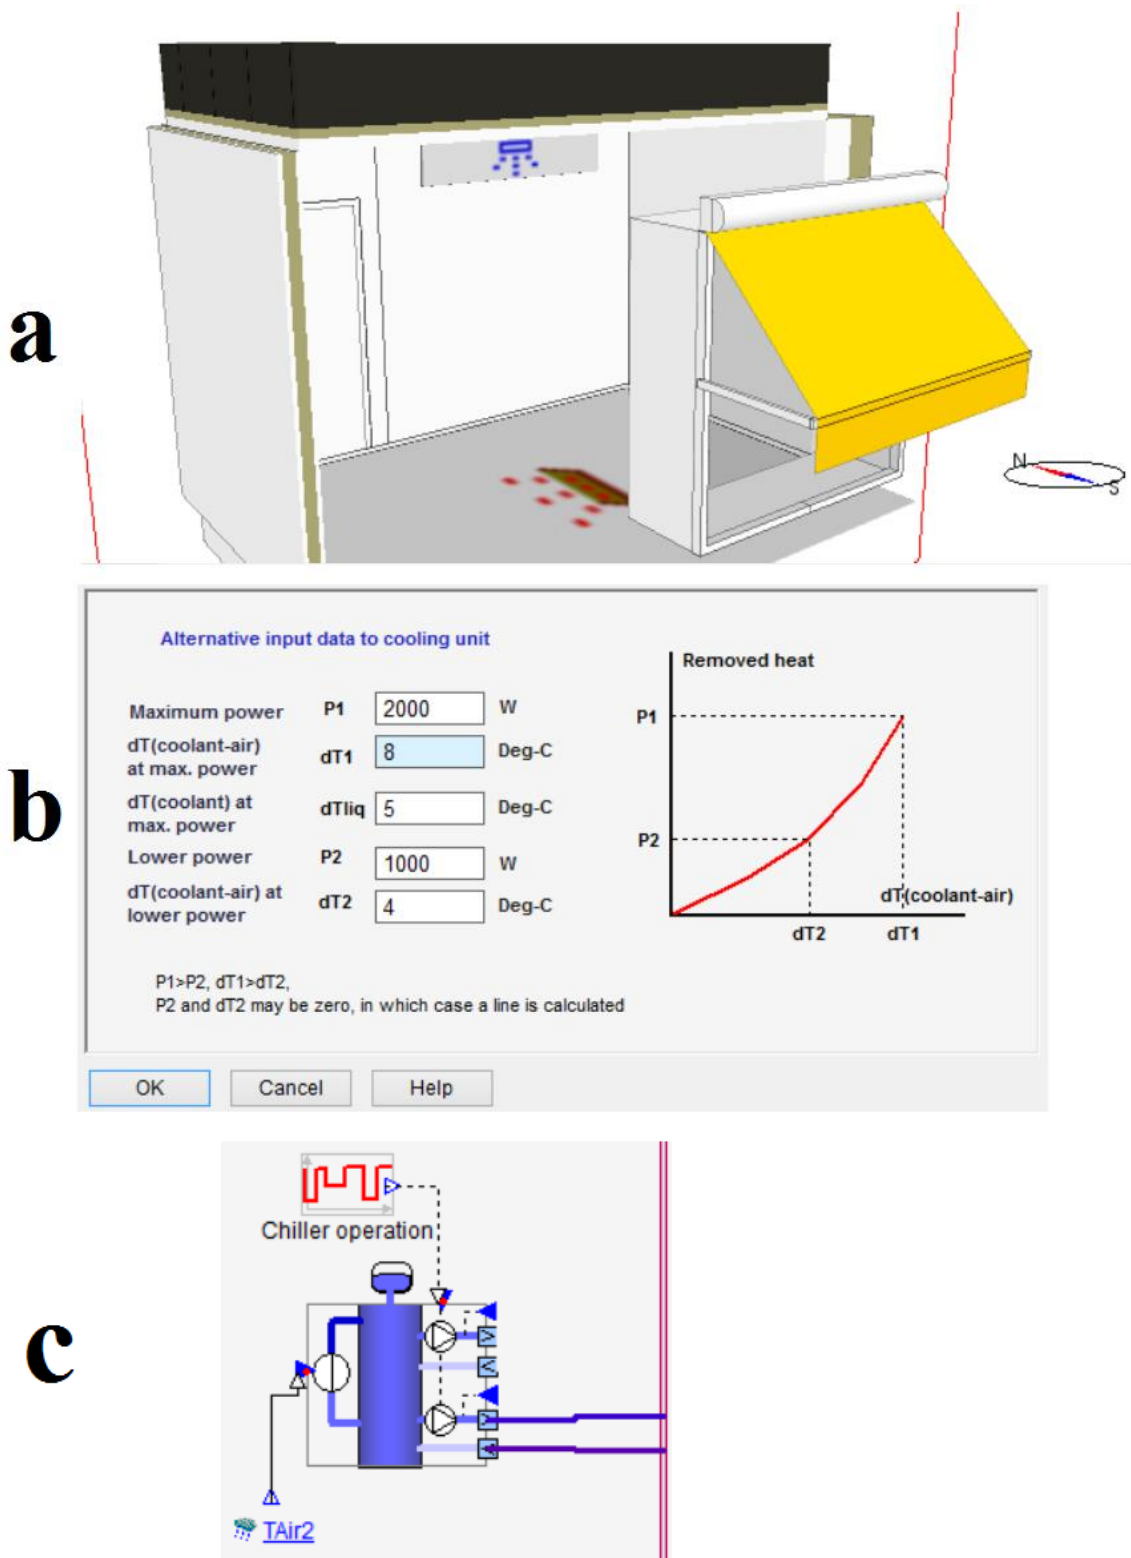 a
N
S
b
Alternative input data to cooling unit
Maximum power P1 2000 W
dT(coolant-air)
at max. power dT1 8 Deg-C
dT(coolant) at
max. power dTliq 5 Deg-C
Lower power P2 1000 W
dT(coolant-air) at
lower power dT2 4 Deg-C
P1>P2, dT1>dT2,
P2 and dT2 may be zero, in which case a line is calculated
Removed heat
P1
P2
dT(coolant-air)
dT2 dT1
OK Cancel Help
c
Chiller operation
TAir2